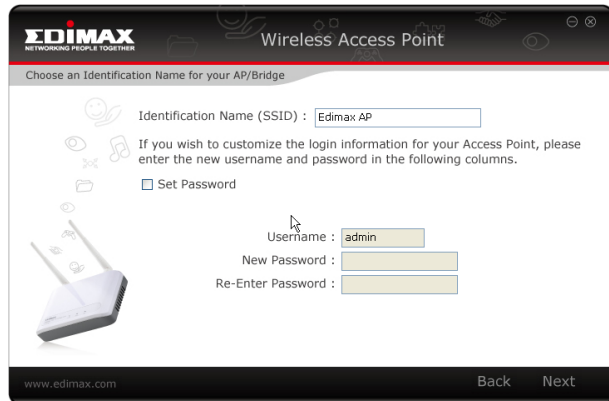 EDIMAX
NETWORKING PEOPLE TOGETHER
Wireless Access Point
Choose an Identification Name for your AP/Bridge
Identification Name (SSID) : Edimax AP
If you wish to customize the login information for your Access Point, please
enter the new username and password in the following columns.
Set Password
Username : admin
New Password :
Re-Enter Password :
www.edimax.com
Back Next